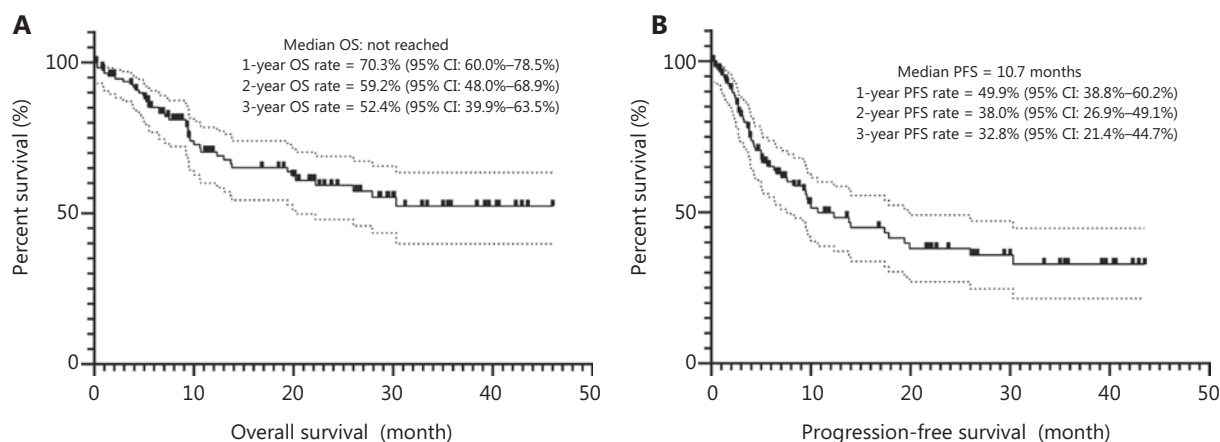 A
Median OS: not reached
1-year OS rate = 70.3% (95% CI: 60.0%–78.5%)
2-year OS rate = 59.2% (95% CI: 48.0%–68.9%)
3-year OS rate = 52.4% (95% CI: 39.9%–63.5%)
Percent survival (%)
100
50
0
0 10 20 30 40 50
Overall survival (month)
B
Median PFS = 10.7 months
1-year PFS rate = 49.9% (95% CI: 38.8%–60.2%)
2-year PFS rate = 38.0% (95% CI: 26.9%–49.1%)
3-year PFS rate = 32.8% (95% CI: 21.4%–44.7%)
Percent survival (%)
100
50
0
0 10 20 30 40 50
Progression-free survival (month)